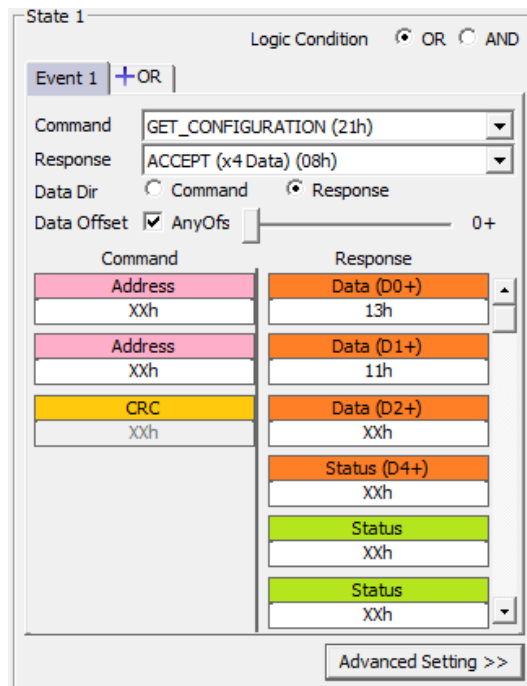 State 1
Logic Condition OR AND
Event 1 +OR
Command GET_CONFIGURATION (21h)
Response ACCEPT (x4 Data) (08h)
Data Dir Command Response
Data Offset AnyOfs 0+
Command Response
Address Data (D0+)
XXh 13h
Address Data (D1+)
XXh 11h
CRC Data (D2+)
XXh XXh
Status (D4+)
XXh
Status
XXh
Status
XXh
Advanced Setting >>